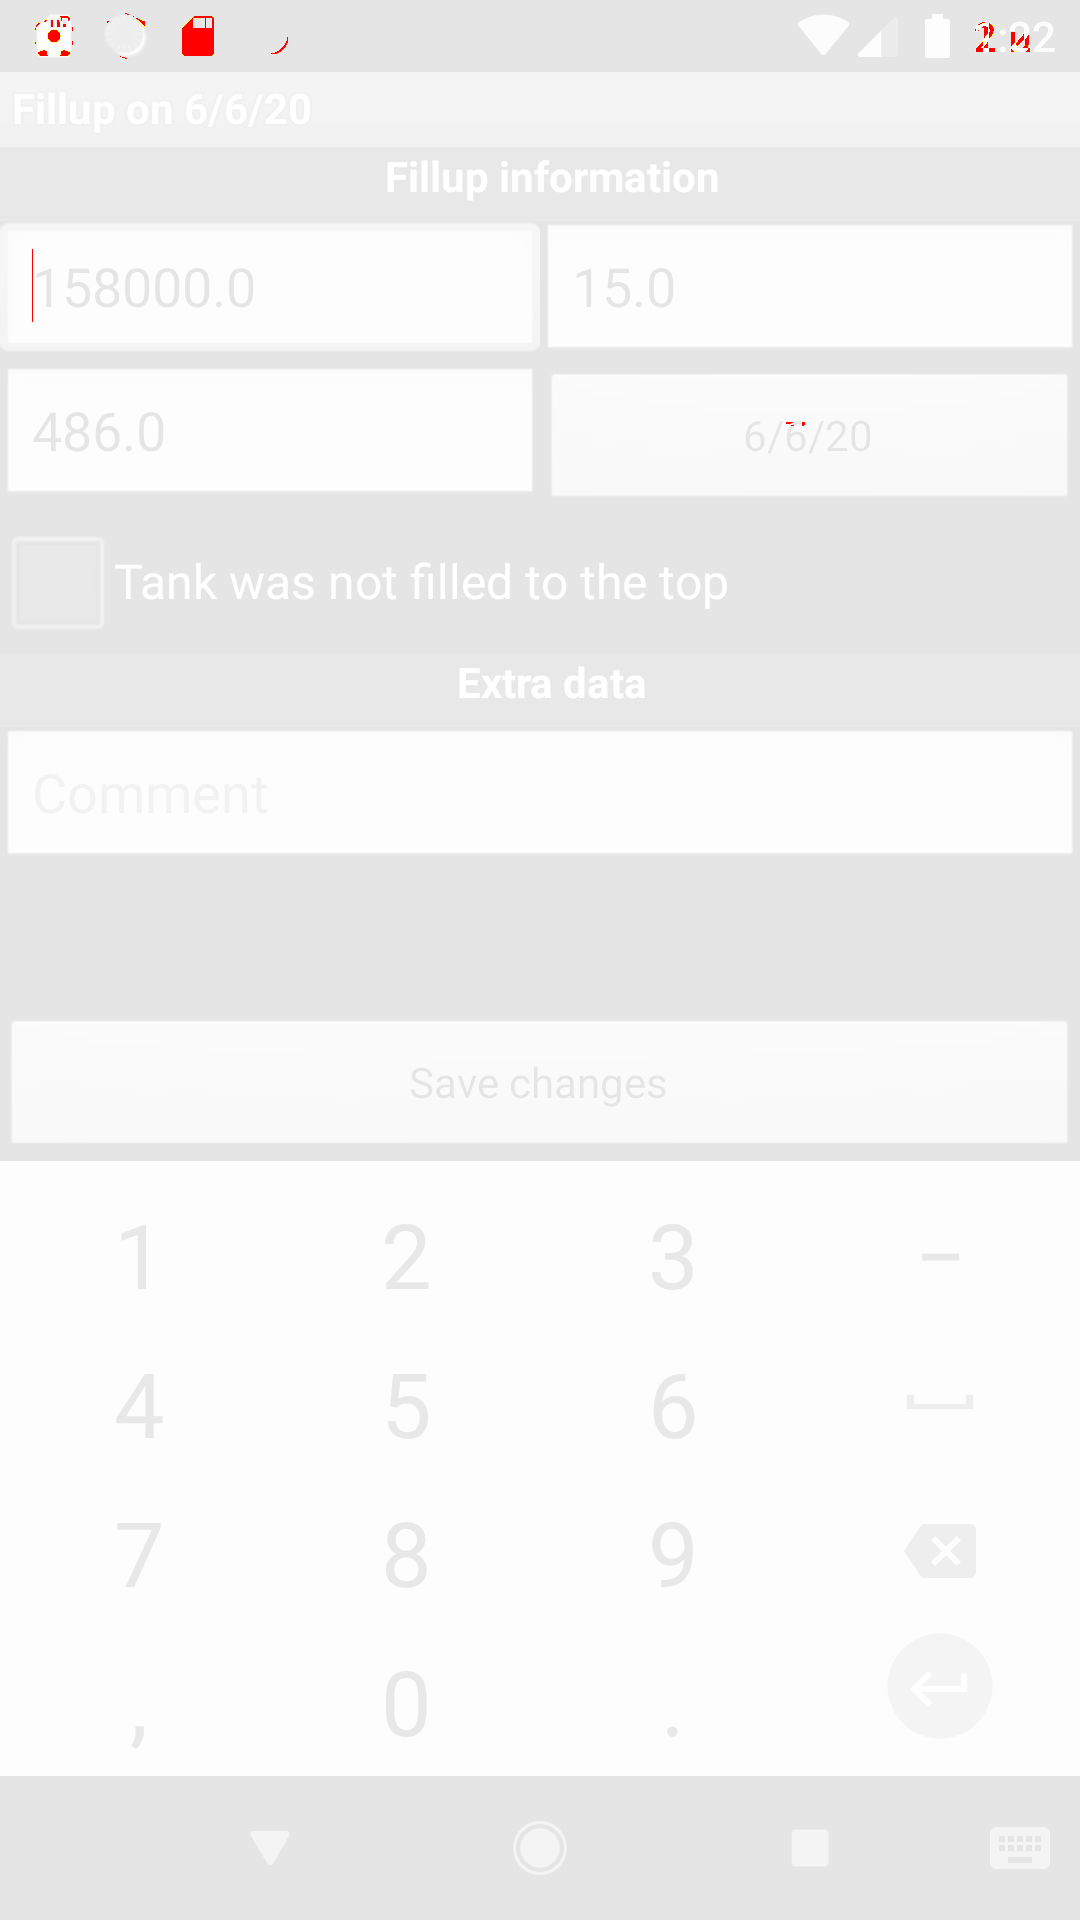 Fillup on 6/6/20
Fillup information
158000.0
15.0
486.0
6/6/20
Tank was not filled to the top
Extra data
Comment
Save changes
1 2 3 –
4 5 6
7 8 9
, 0 .